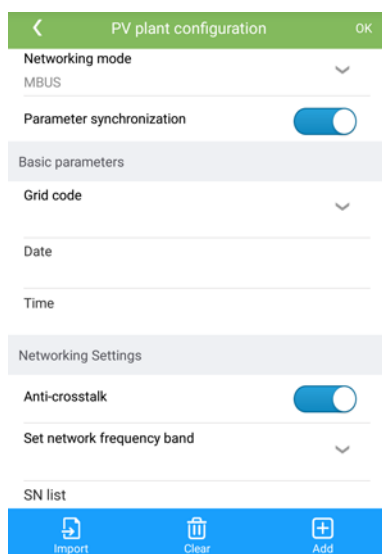 PV plant configuration OK
Networking mode
MBUS
Parameter synchronization
Basic parameters
Grid code
Date
Time
Networking Settings
Anti-crosstalk
Set network frequency band
SN list
Import Clear Add